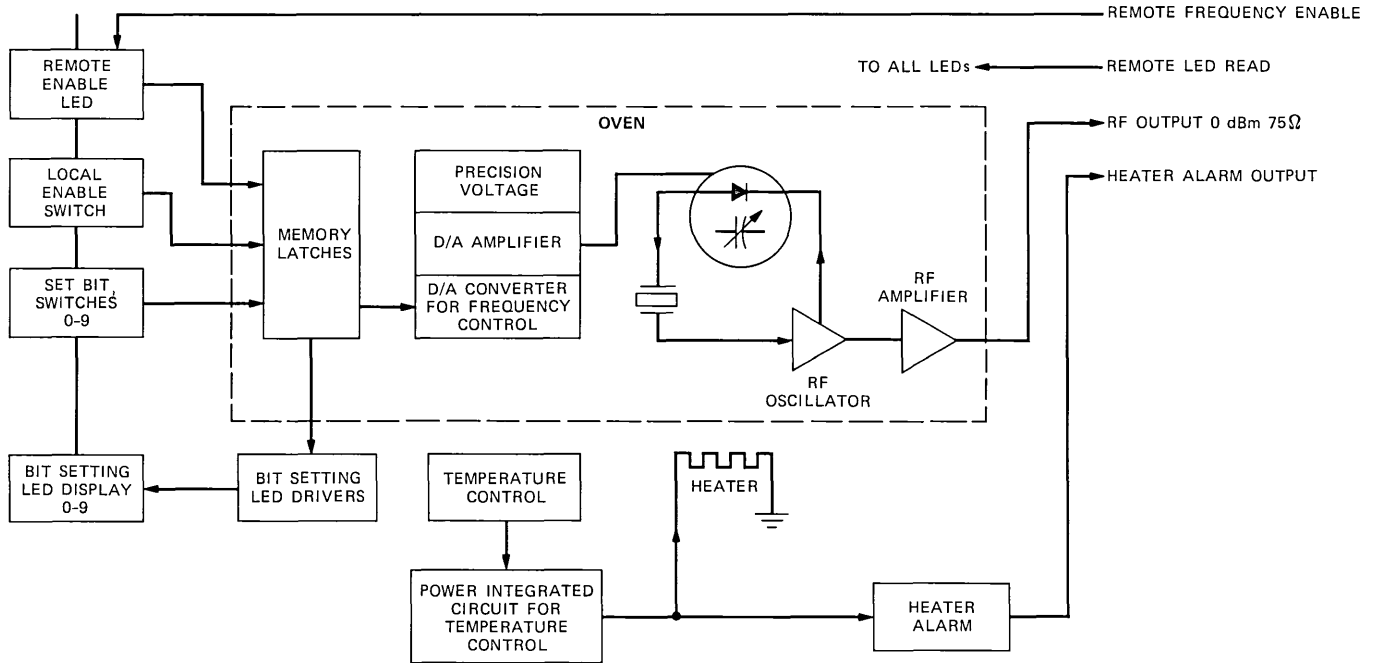 REMOTE FREQUENCY ENABLE
REMOTE
ENABLE
LED
TO ALL LEDs
REMOTE LED READ
OVEN
RF OUTPUT 0 dBm 75Ω
LOCAL
ENABLE
SWITCH
MEMORY
LATCHES
PRECISION
VOLTAGE
HEATER ALARM OUTPUT
D/A AMPLIFIER
SET BIT,
SWITCHES
0-9
D/A CONVERTER
FOR FREQUENCY
CONTROL
RF
AMPLIFIER
RF
OSCILLATOR
BIT SETTING
LED DISPLAY
0-9
BIT SETTING
LED DRIVERS
TEMPERATURE
CONTROL
HEATER
POWER INTEGRATED
CIRCUIT FOR
TEMPERATURE
CONTROL
HEATER
ALARM